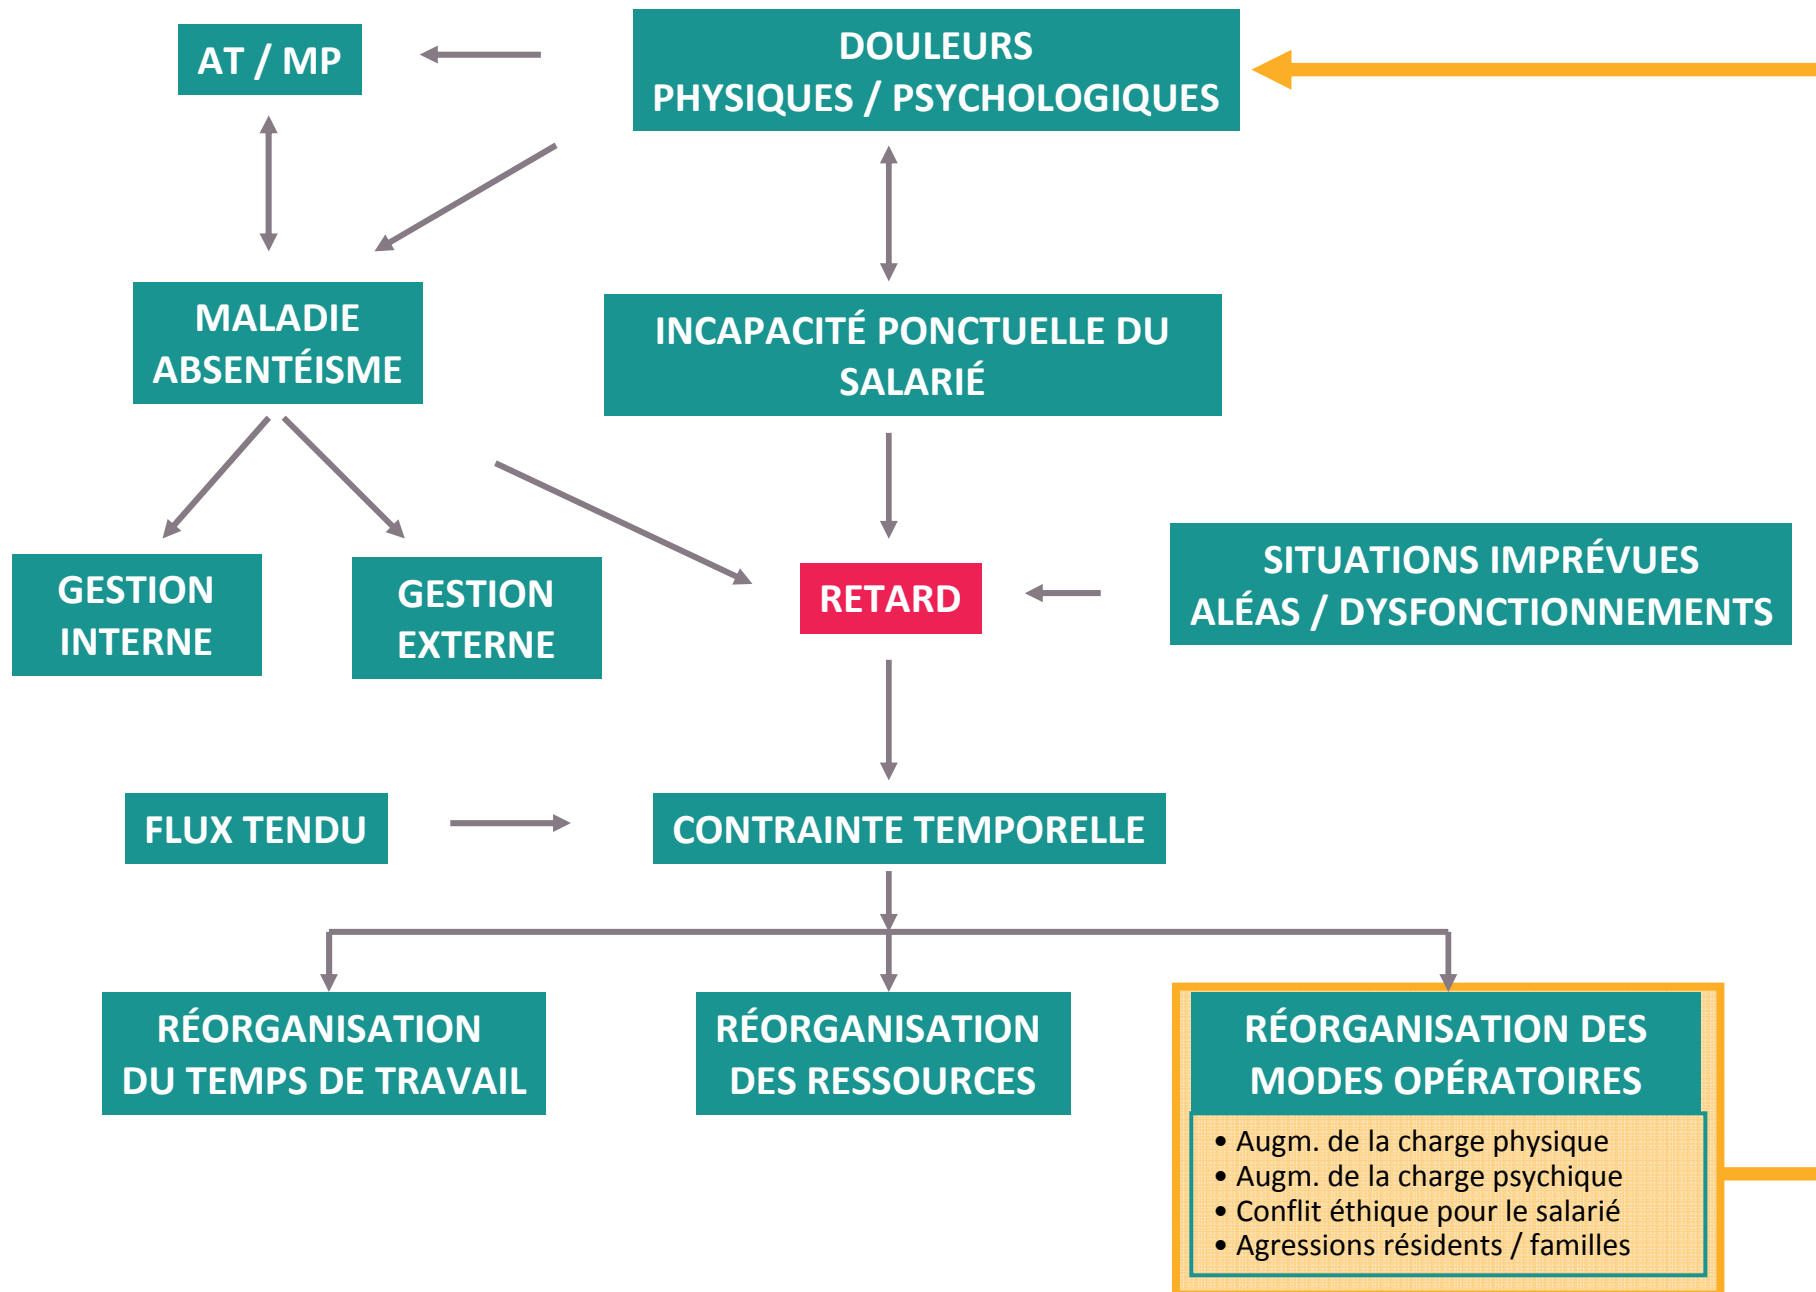 AT / MP
DOULEURS
PHYSIQUES / PSYCHOLOGIQUES
MALADIE
ABSENTÉISME
INCAPACITÉ PONCTUELLE DU
SALARIÉ
GESTION
INTERNE
GESTION
EXTERNE
RETARD
SITUATIONS IMPRÉVUES
ALÉAS / DYSFONCTIONNEMENTS
FLUX TENDU
CONTRAINTE TEMPORELLE
RÉORGANISATION
DU TEMPS DE TRAVAIL
RÉORGANISATION
DES RESSOURCES
RÉORGANISATION DES
MODES OPÉRATOIRES
• Augm. de la charge physique
• Augm. de la charge psychique
• Conflit éthique pour le salarié
• Agressions résidents / familles